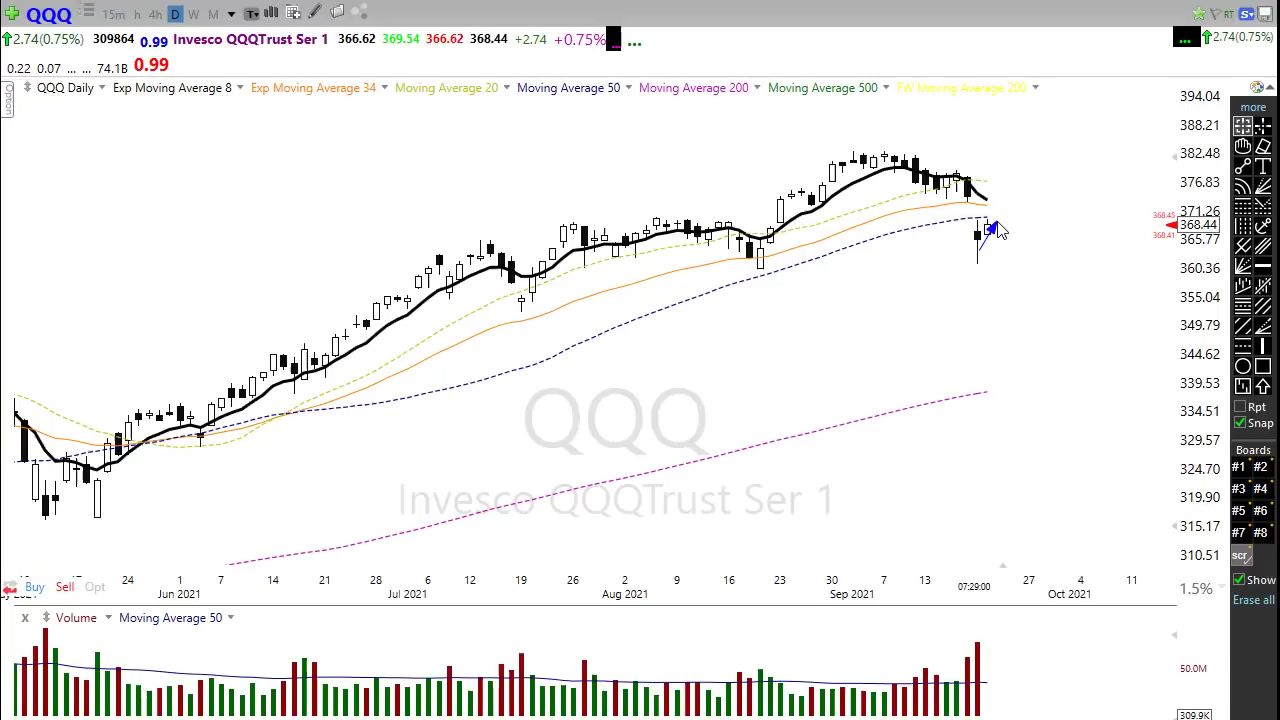 QQQ 15m h 4h D W M T RT S
2.74(0.75%) 309864 0.99 Invesco QQQTrust Ser 1 366.62 369.54 366.62 368.44 +2.74 +0.75% ... ... 2.74(0.75%)
0.22 0.07 ... ... 74.1B 0.99
Option
QQQ Daily Exp Moving Average 8 Exp Moving Average 34 Moving Average 20 Moving Average 50 Moving Average 200 Moving Average 500 FW Moving Average 200
394.04
388.21
382.48
376.83
371.26
368.45
368.44
368.41
365.77
360.36
355.04
349.79
344.62
339.53
334.51
329.57
324.70
319.90
315.17
310.51
more
Rpt
Snap
Boards
#1 #2
#3 #4
#5 #6
#7 #8
scr
Show
Erase all
QQQ
Invesco QQQTrust Ser 1
24 1 7 14 21 28 6 12 19 26 2 9 16 23 30 7 13 07:29:00 27 4 11
Jun 2021 Jul 2021 Aug 2021 Sep 2021 Oct 2021
Buy Sell Opt
1.5%
x Volume Moving Average 50
50.0M
309.9K